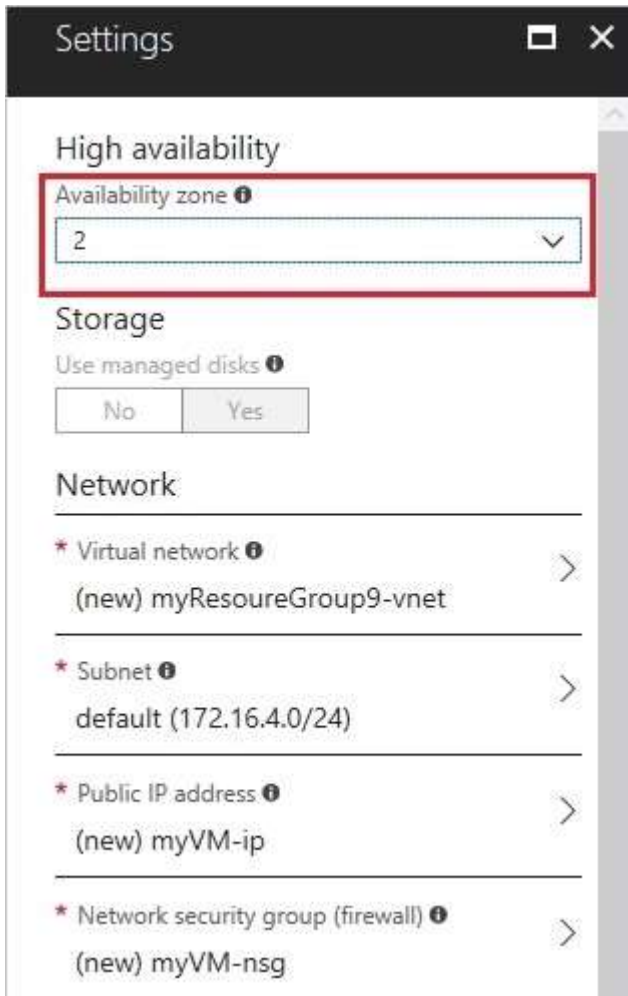 Settings
High availability
Availability zone
2
Storage
Use managed disks
No Yes
Network
* Virtual network
(new) myResoureGroup9-vnet
* Subnet
default (172.16.4.0/24)
* Public IP address
(new) myVM-ip
* Network security group (firewall)
(new) myVM-nsg